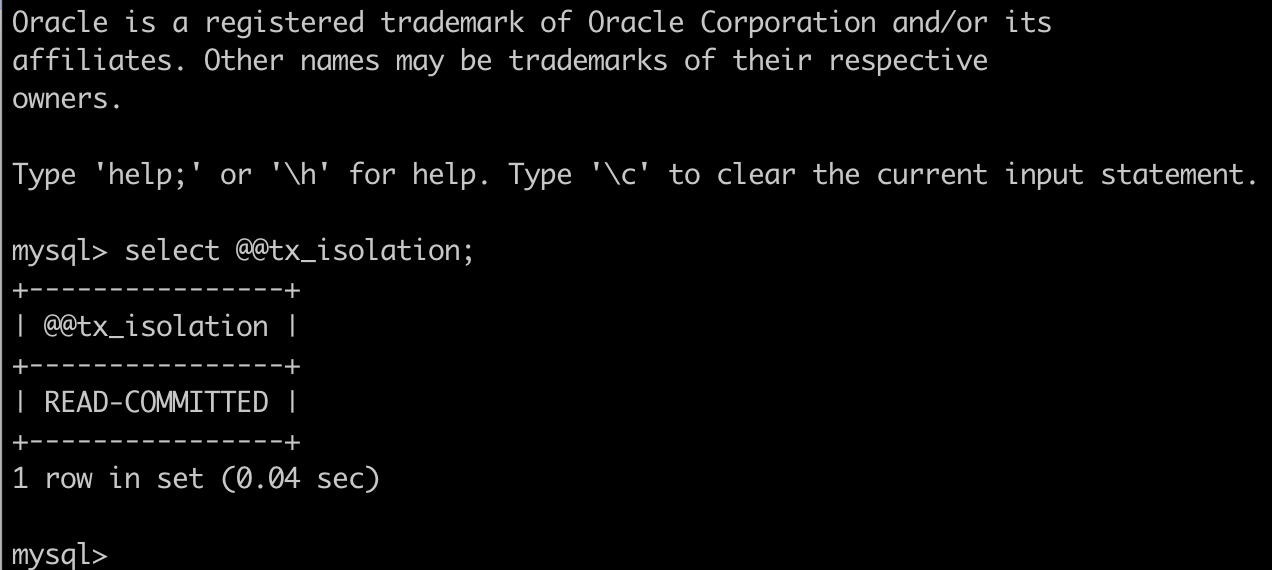 Oracle is a registered trademark of Oracle Corporation and/or its
affiliates. Other names may be trademarks of their respective
owners.
Type 'help;' or '\h' for help. Type '\c' to clear the current input statement.
mysql> select @@tx_isolation;
+----------------+
| @@tx_isolation |
+----------------+
| READ-COMMITTED |
+----------------+
1 row in set (0.04 sec)
mysql>